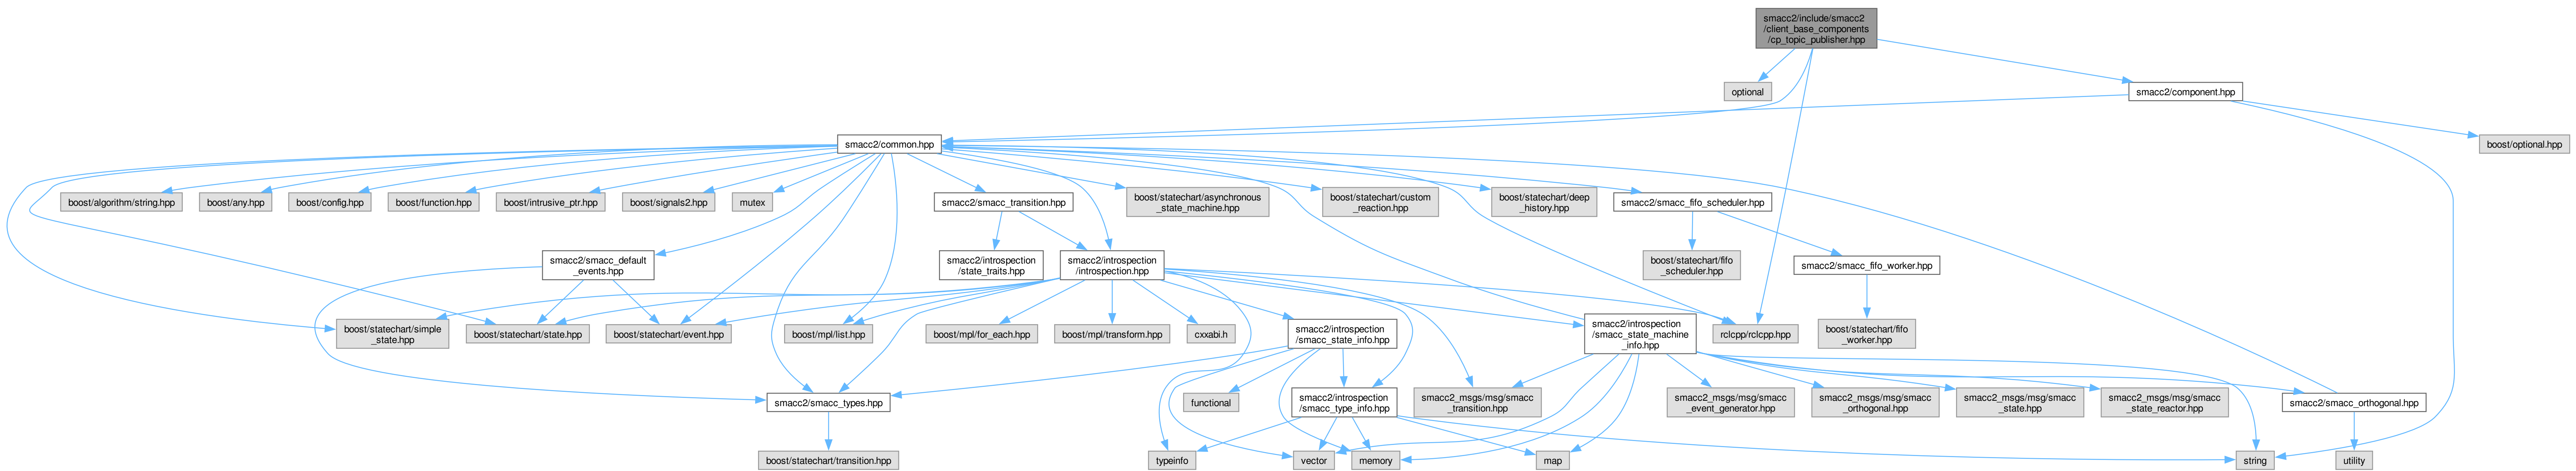 smacc2/include/smacc2
/client_base_components
/cp_topic_publisher.hpp
optional
smacc2/component.hpp
smacc2/common.hpp
boost/optional.hpp
boost/algorithm/string.hpp
boost/any.hpp
boost/config.hpp
boost/function.hpp
boost/intrusive_ptr.hpp
boost/signals2.hpp
mutex
smacc2/smacc_transition.hpp
boost/statechart/asynchronous
_state_machine.hpp
boost/statechart/custom
_reaction.hpp
boost/statechart/deep
_history.hpp
smacc2/smacc_fifo_scheduler.hpp
smacc2/smacc_default
_events.hpp
smacc2/introspection
/state_traits.hpp
smacc2/introspection
/introspection.hpp
boost/statechart/fifo
_scheduler.hpp
smacc2/smacc_fifo_worker.hpp
boost/statechart/simple
_state.hpp
boost/statechart/state.hpp
boost/statechart/event.hpp
boost/mpl/list.hpp
boost/mpl/for_each.hpp
boost/mpl/transform.hpp
cxxabi.h
smacc2/introspection
/smacc_state_info.hpp
smacc2/introspection
/smacc_state_machine
_info.hpp
rclcpp/rclcpp.hpp
boost/statechart/fifo
_worker.hpp
smacc2/smacc_types.hpp
functional
smacc2/introspection
/smacc_type_info.hpp
smacc2_msgs/msg/smacc
_transition.hpp
smacc2_msgs/msg/smacc
_event_generator.hpp
smacc2_msgs/msg/smacc
_orthogonal.hpp
smacc2_msgs/msg/smacc
_state.hpp
smacc2_msgs/msg/smacc
_state_reactor.hpp
smacc2/smacc_orthogonal.hpp
boost/statechart/transition.hpp
typeinfo
vector
memory
map
string
utility